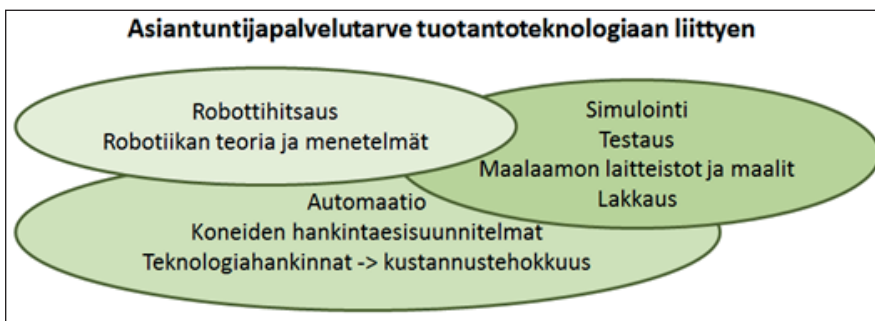 Asiantuntijapalvelutarve tuotantoteknologiaan liittyen
Robottihitsaus
Robotiikan teoria ja menetelmät
Simulointi
Testaus
Maalaamon laitteistot ja maalit
Lakkaus
Automaatio
Koneiden hankintaesisuunnitelmat
Teknologiahankinnat -> kustannustehokkuus